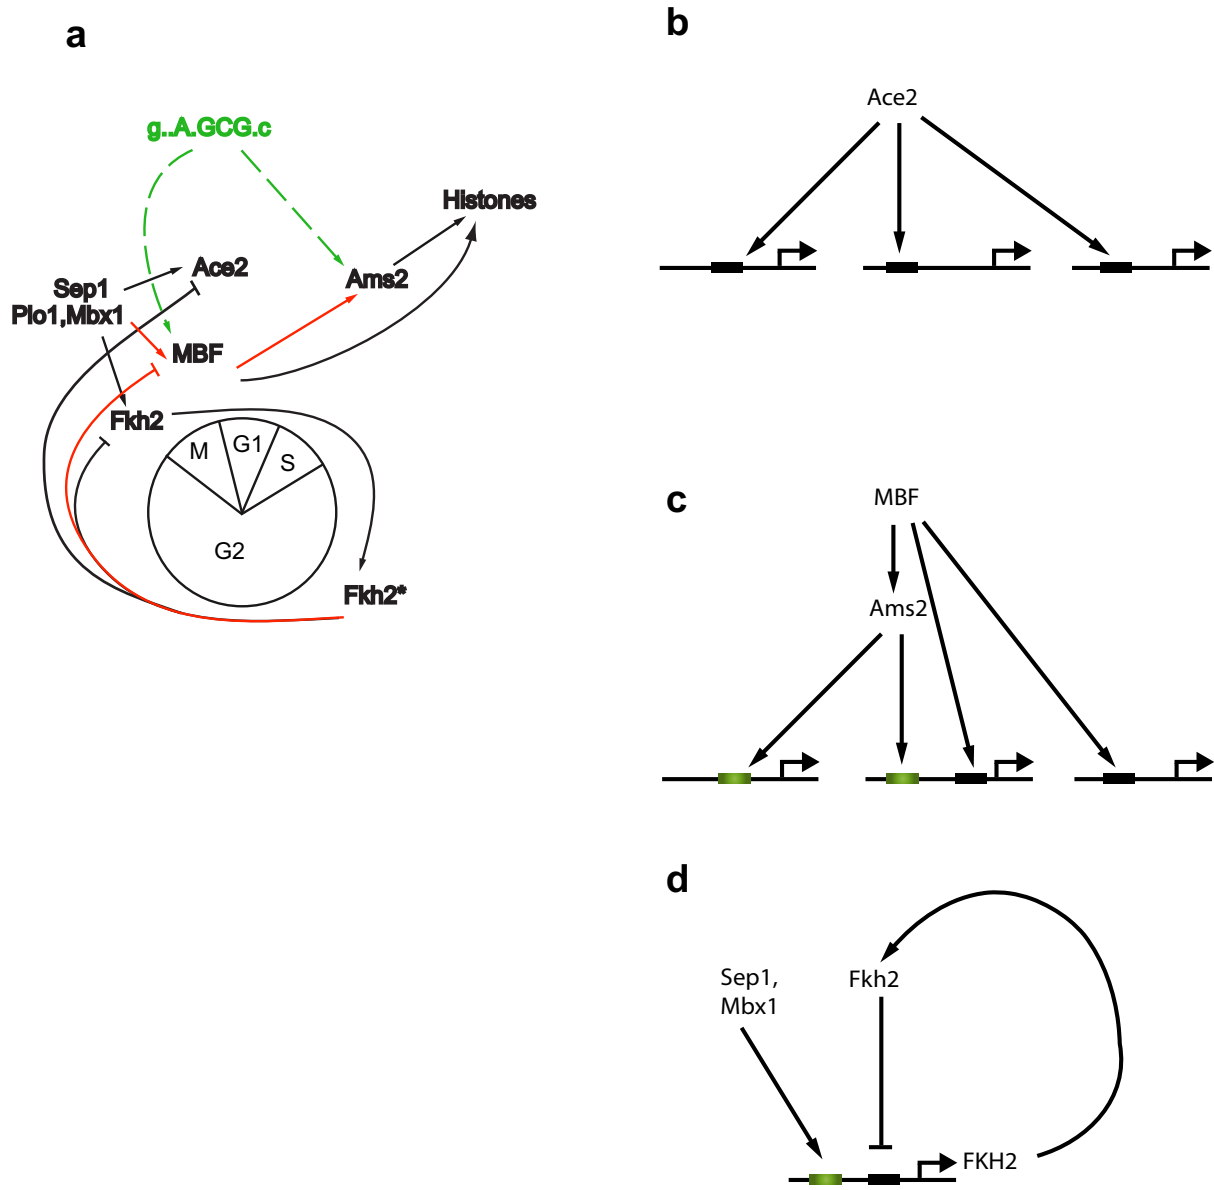 a
g..A.GCG.c
Histones
Ace2
Ams2
Sep1
Plo1,Mbx1
MBF
Fkh2
M
G1
S
G2
Fkh2*
b
Ace2
c
MBF
Ams2
d
Sep1,
Mbx1
Fkh2
FKH2